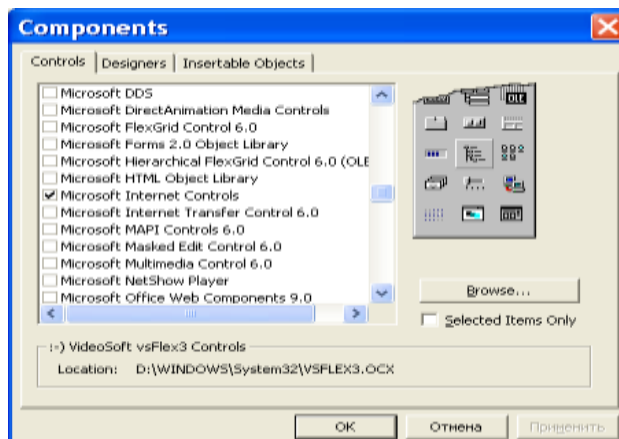 Components
Controls
Designers
Insertable Objects
Microsoft DDS
Microsoft DirectAnimation Media Controls
Microsoft FlexGrid Control 6.0
Microsoft Forms 2.0 Object Library
Microsoft Hierarchical FlexGrid Control 6.0 (OLE
Microsoft HTML Object Library
Microsoft Internet Controls
Microsoft Internet Transfer Control 6.0
Microsoft MAPI Controls 6.0
Microsoft Masked Edit Control 6.0
Microsoft Multimedia Control 6.0
Microsoft NetShow Player
Microsoft Office Web Components 9.0
Browse...
Selected Items Only
:-) VideoSoft vsFlex3 Controls
Location: D:\WINDOWS\System32\VSFLEX3.OCX
OK
Отмена
Применить